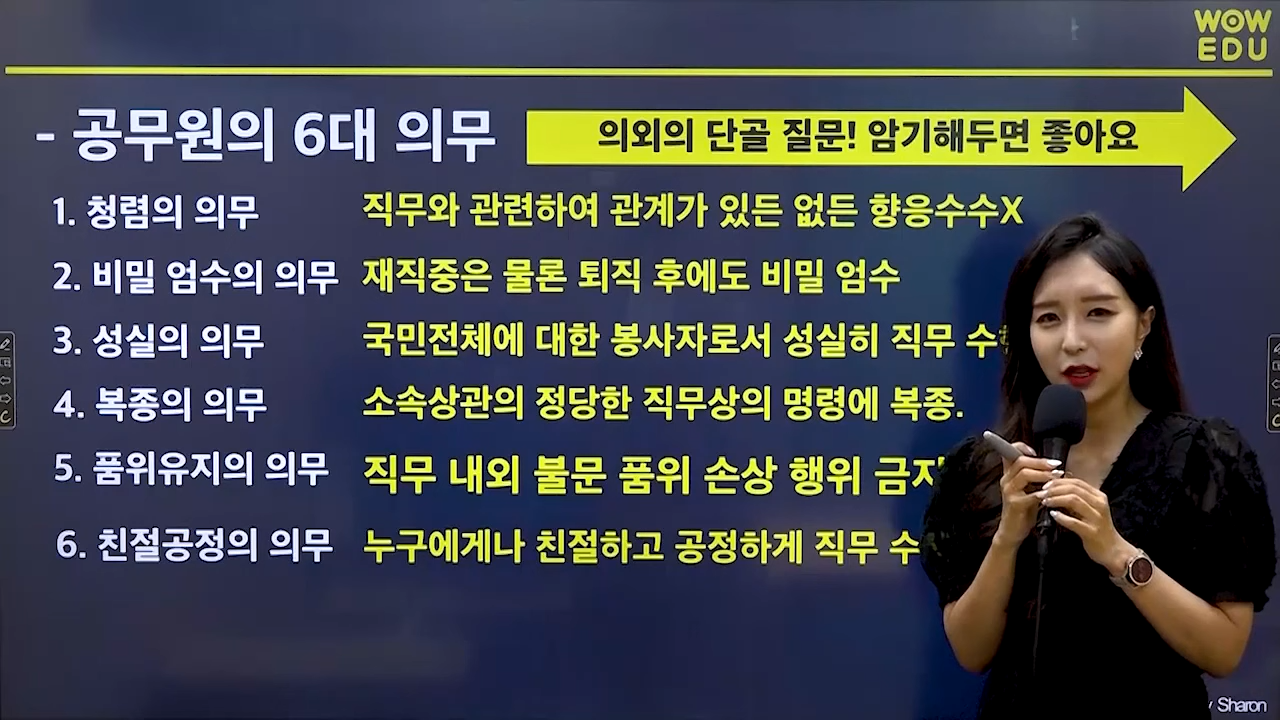 WOW
EDU
- 공무원의 6대 의무
의외의 단골 질문! 암기해두면 좋아요
1. 청렴의 의무 직무와 관련하여 관계가 있든 없든 향응수수X
2. 비밀 엄수의 의무 재직중은 물론 퇴직 후에도 비밀 엄수
3. 성실의 의무 국민전체에 대한 봉사자로서 성실히 직무
4. 복종의 의무 소속상관의 정당한 직무상의 명령에 복종.
5. 품위유지의 의무 직무 내외 불문 품위 손상 행위 금지
6. 친절공정의 의무 누구에게나 친절하고 공정하게 직무
Sharon